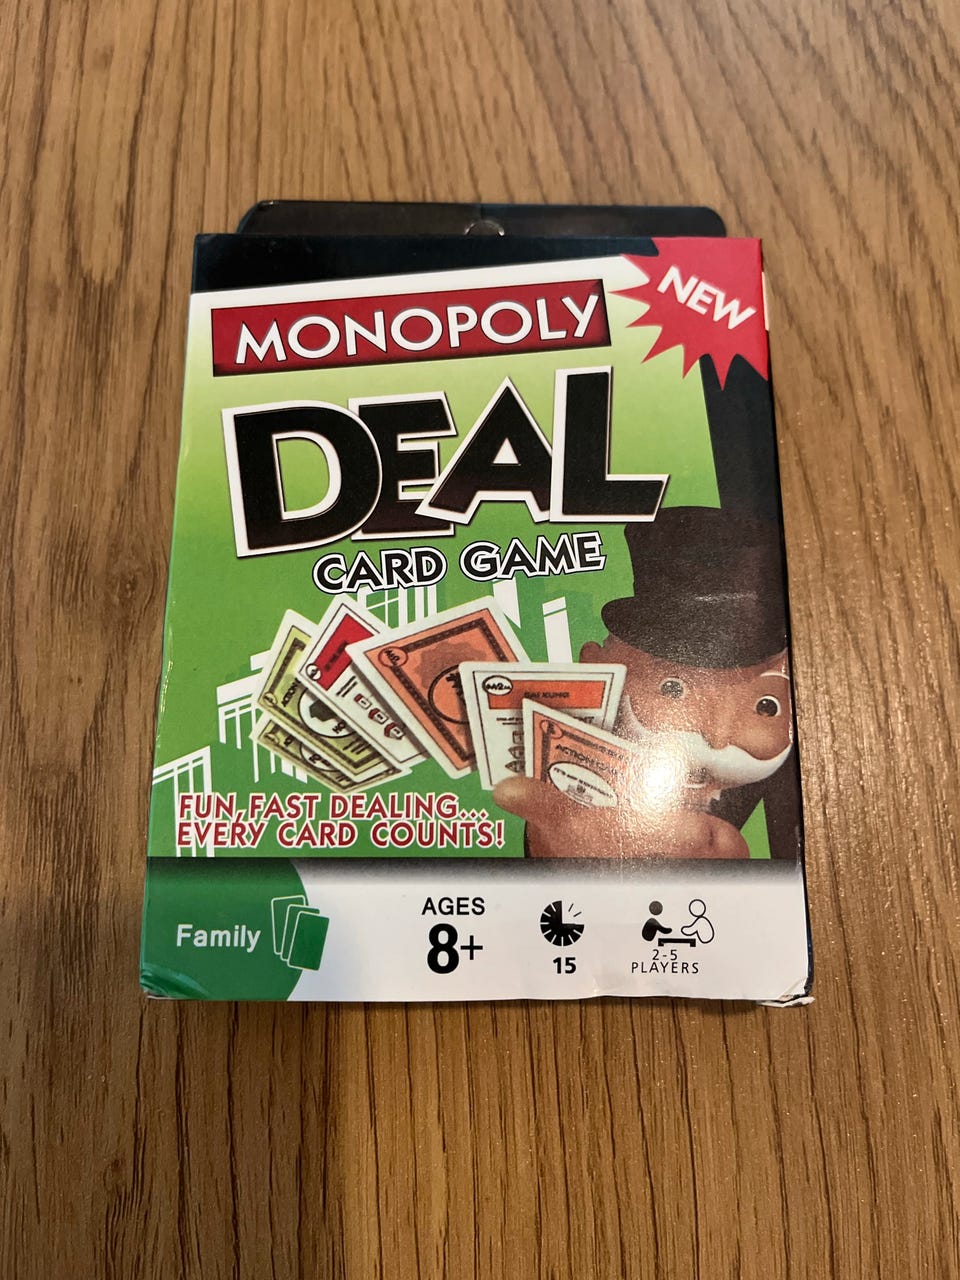 NEW
MONOPOLY
DEAL
CARD GAME
FUN, FAST DEALING...
EVERY CARD COUNTS!
Family
AGES
8+
15
2-5
PLAYERS